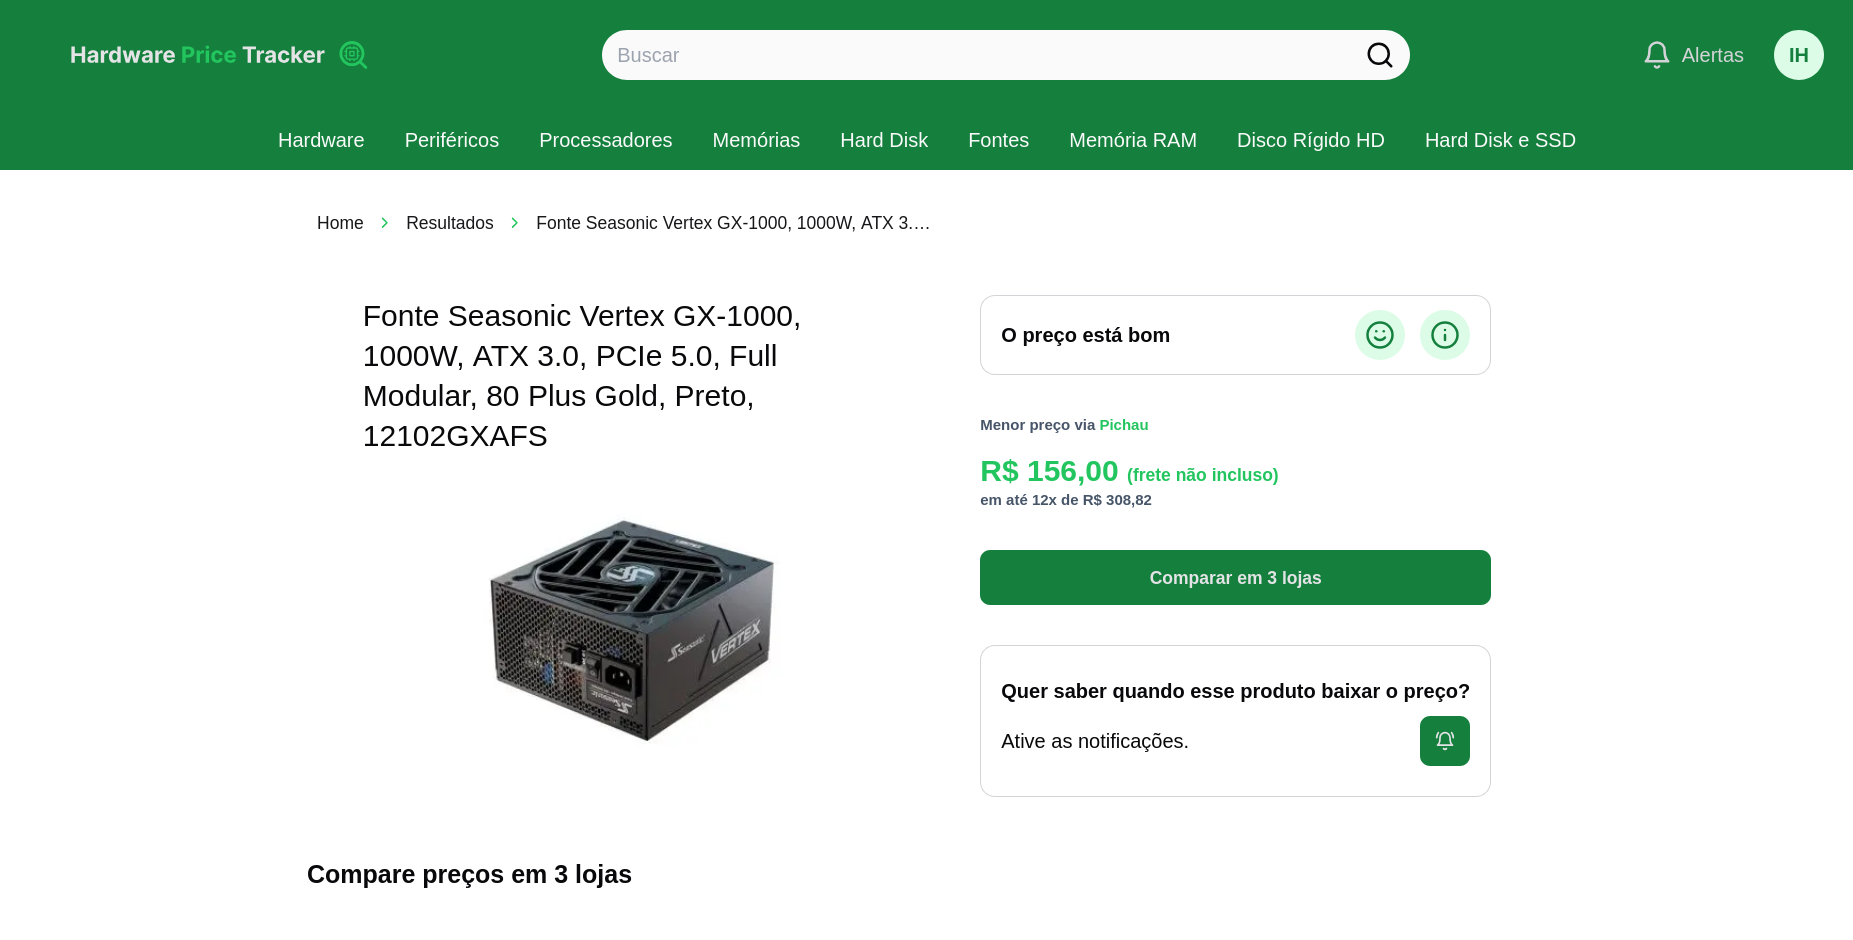 Hardware Price Tracker
Buscar
Alertas
IH
Hardware
Periféricos
Processadores
Memórias
Hard Disk
Fontes
Memória RAM
Disco Rígido HD
Hard Disk e SSD
Home
Resultados
Fonte Seasonic Vertex GX-1000, 1000W, ATX 3....
Fonte Seasonic Vertex GX-1000,
1000W, ATX 3.0, PCIe 5.0, Full
Modular, 80 Plus Gold, Preto,
12102GXAFS
VERTEX
Seasonic
VERTEX
O preço está bom
Menor preço via Pichau
R$ 156,00 (frete não incluso)
em até 12x de R$ 308,82
Comparar em 3 lojas
Quer saber quando esse produto baixar o preço?
Ative as notificações.
Compare preços em 3 lojas